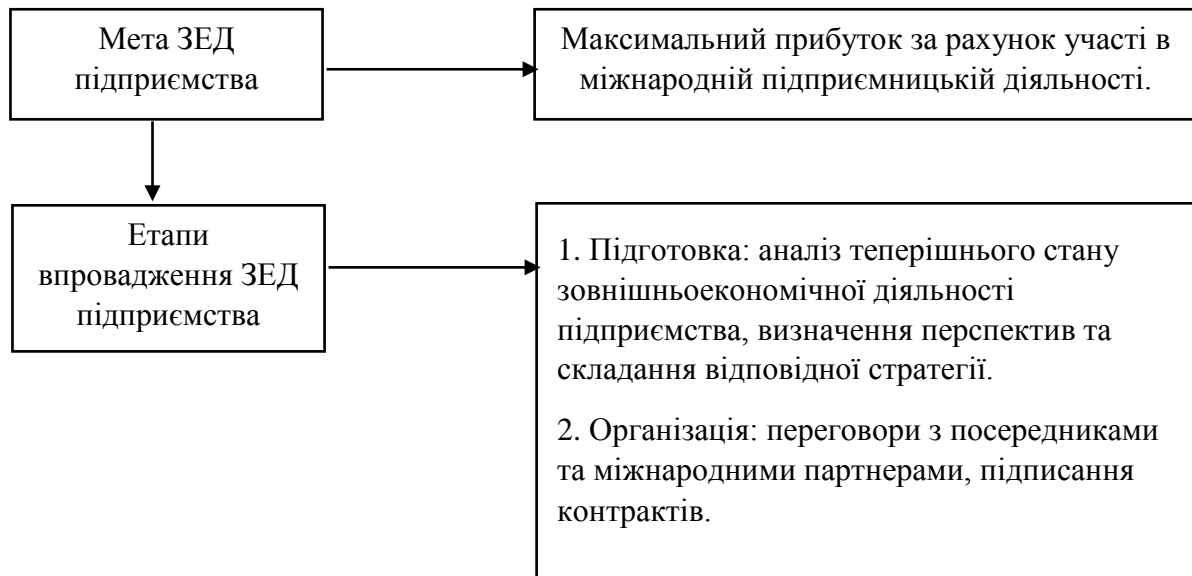 Мета ЗЕД
підприємства
Максимальний прибуток за рахунок участі в
міжнародній підприємницькій діяльності.
Етапи
впровадження ЗЕД
підприємства
1. Підготовка: аналіз теперішнього стану
зовнішньоекономічної діяльності
підприємства, визначення перспектив та
складання відповідної стратегії.
2. Організація: переговори з посередниками
та міжнародними партнерами, підписання
контрактів.